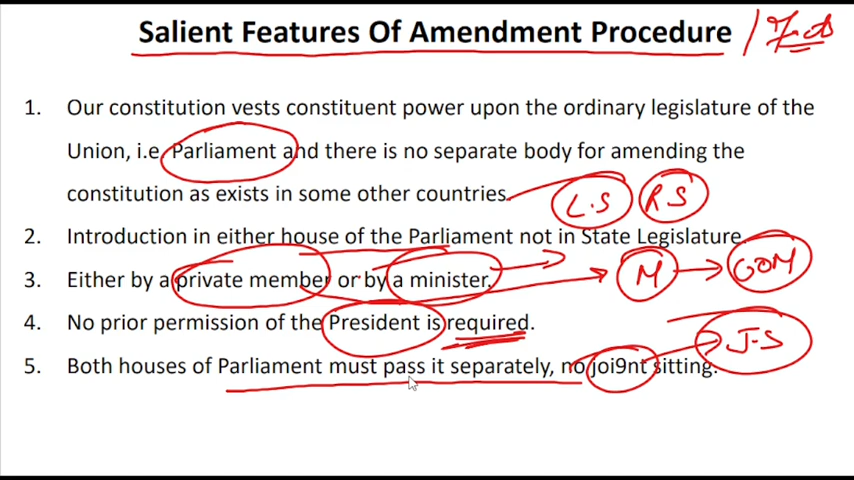 Salient Features Of Amendment Procedure /
1. Our constitution vests constituent power upon the ordinary legislature of the
Union, i.e Parliament and there is no separate body for amending the
constitution as exists in some other countries.
L.S RS
2. Introduction in either house of the Parliament not in State Legislature.
3. Either by a private member or by a minister. M GOM
4. No prior permission of the President is required.
J-S
5. Both houses of Parliament must pass it separately, no joi9nt sitting.